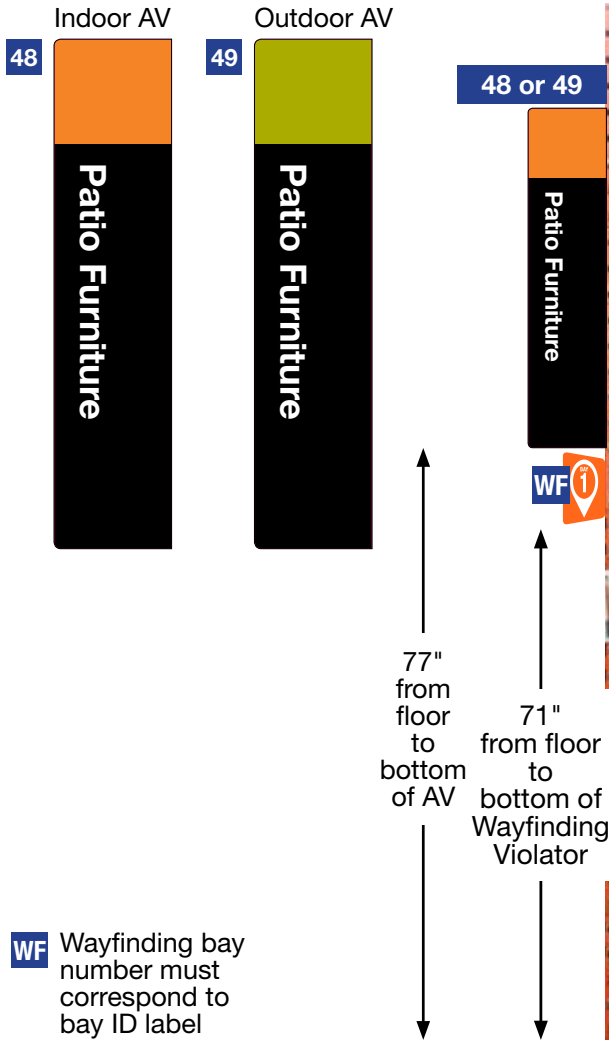 Indoor AV
48
Patio Furniture
Outdoor AV
49
Patio Furniture
48 or 49
Patio Furniture
WF
BAY
1
77"
from
floor
to
bottom
of AV
71"
from floor
to
bottom of
Wayfinding
Violator
WF
Wayfinding bay
number must
correspond to
bay ID label